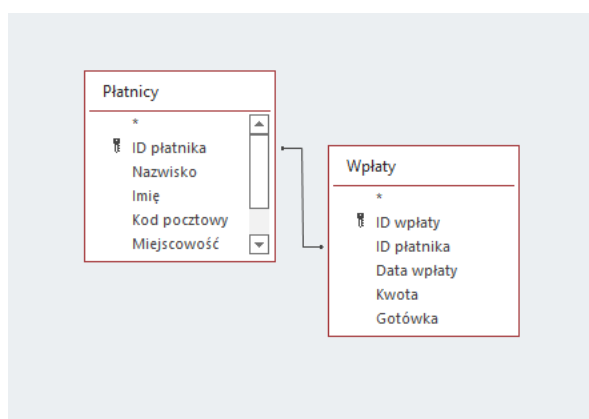 Płatnicy
*
ID płatnika
Nazwisko
Imię
Kod pocztowy
Miejscowość
Wpłaty
*
ID wpłaty
ID płatnika
Data wpłaty
Kwota
Gotówka